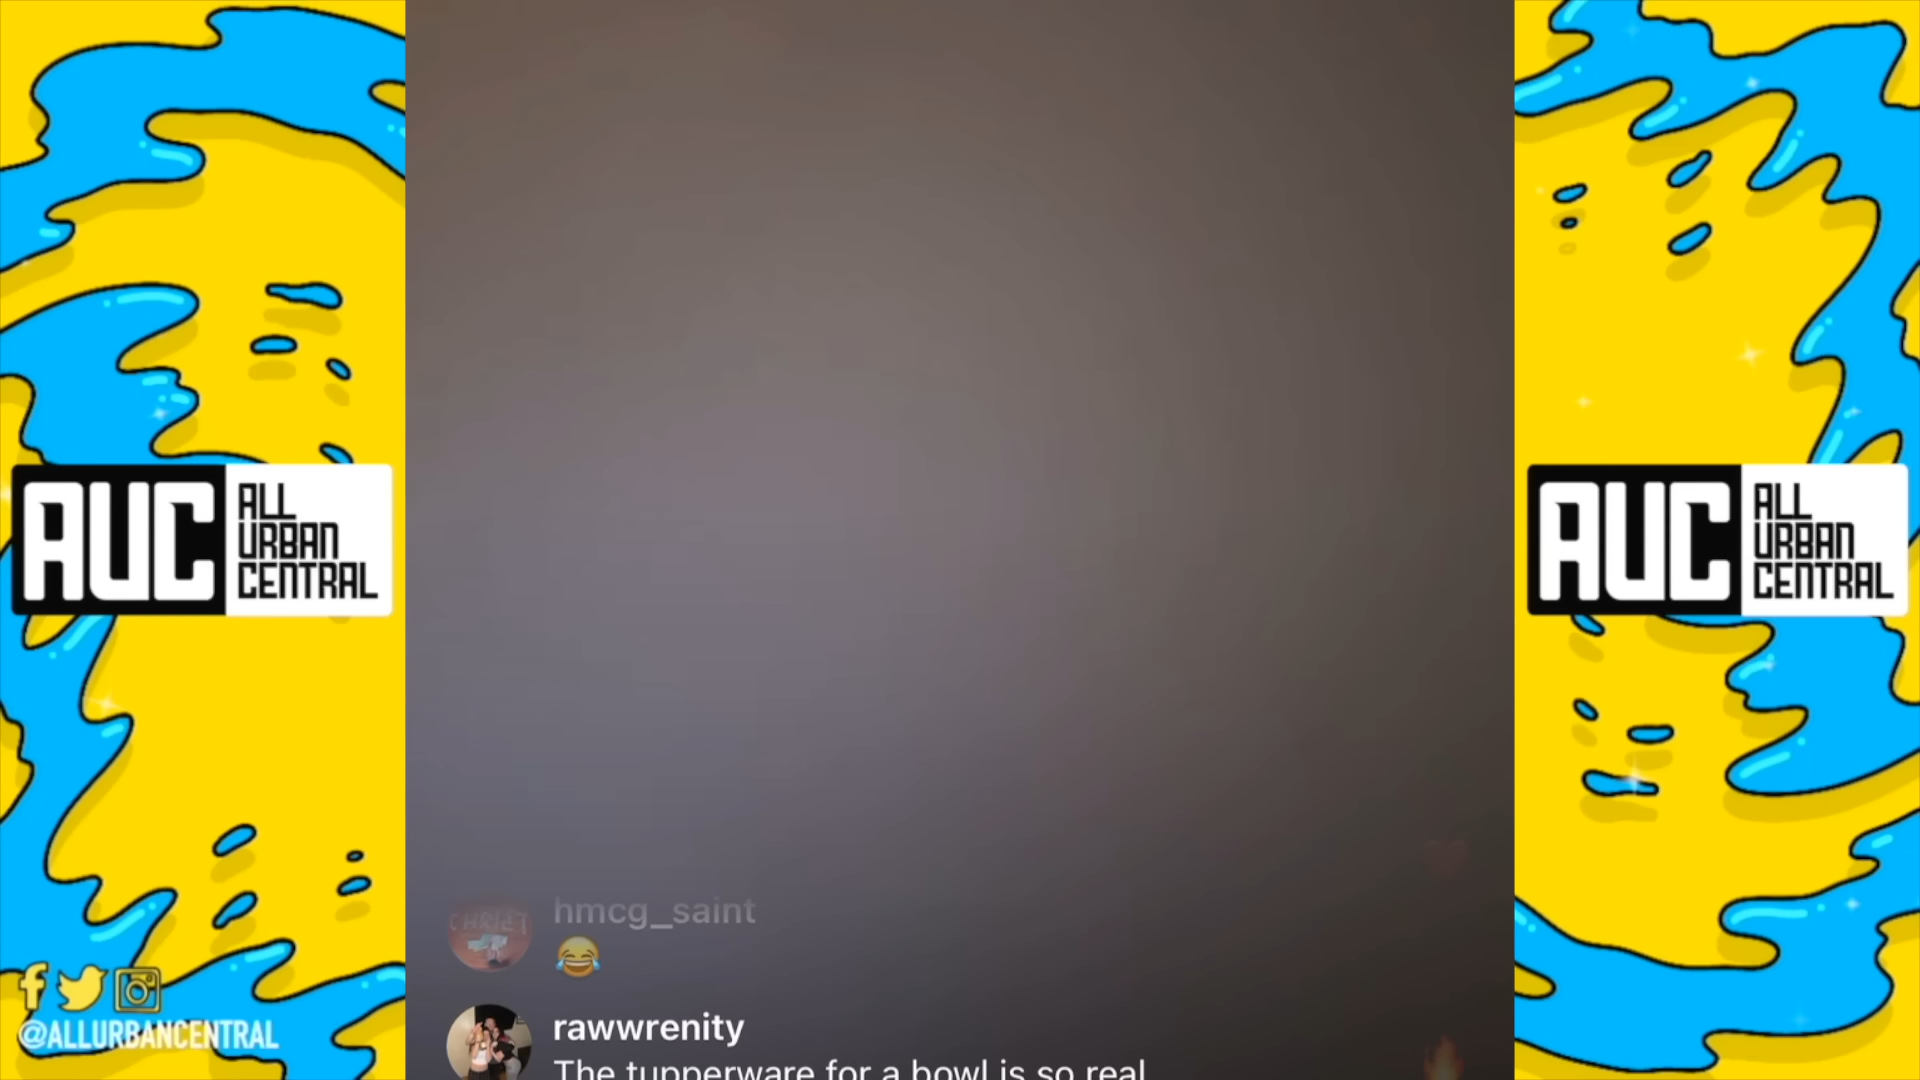 AUC
ALL
URBAN
CENTRAL
AUC
ALL
URBAN
CENTRAL
hmcg_saint
😂
rawwrenity
The tupperware for a bowl is so real
@ALLURBANCENTRAL